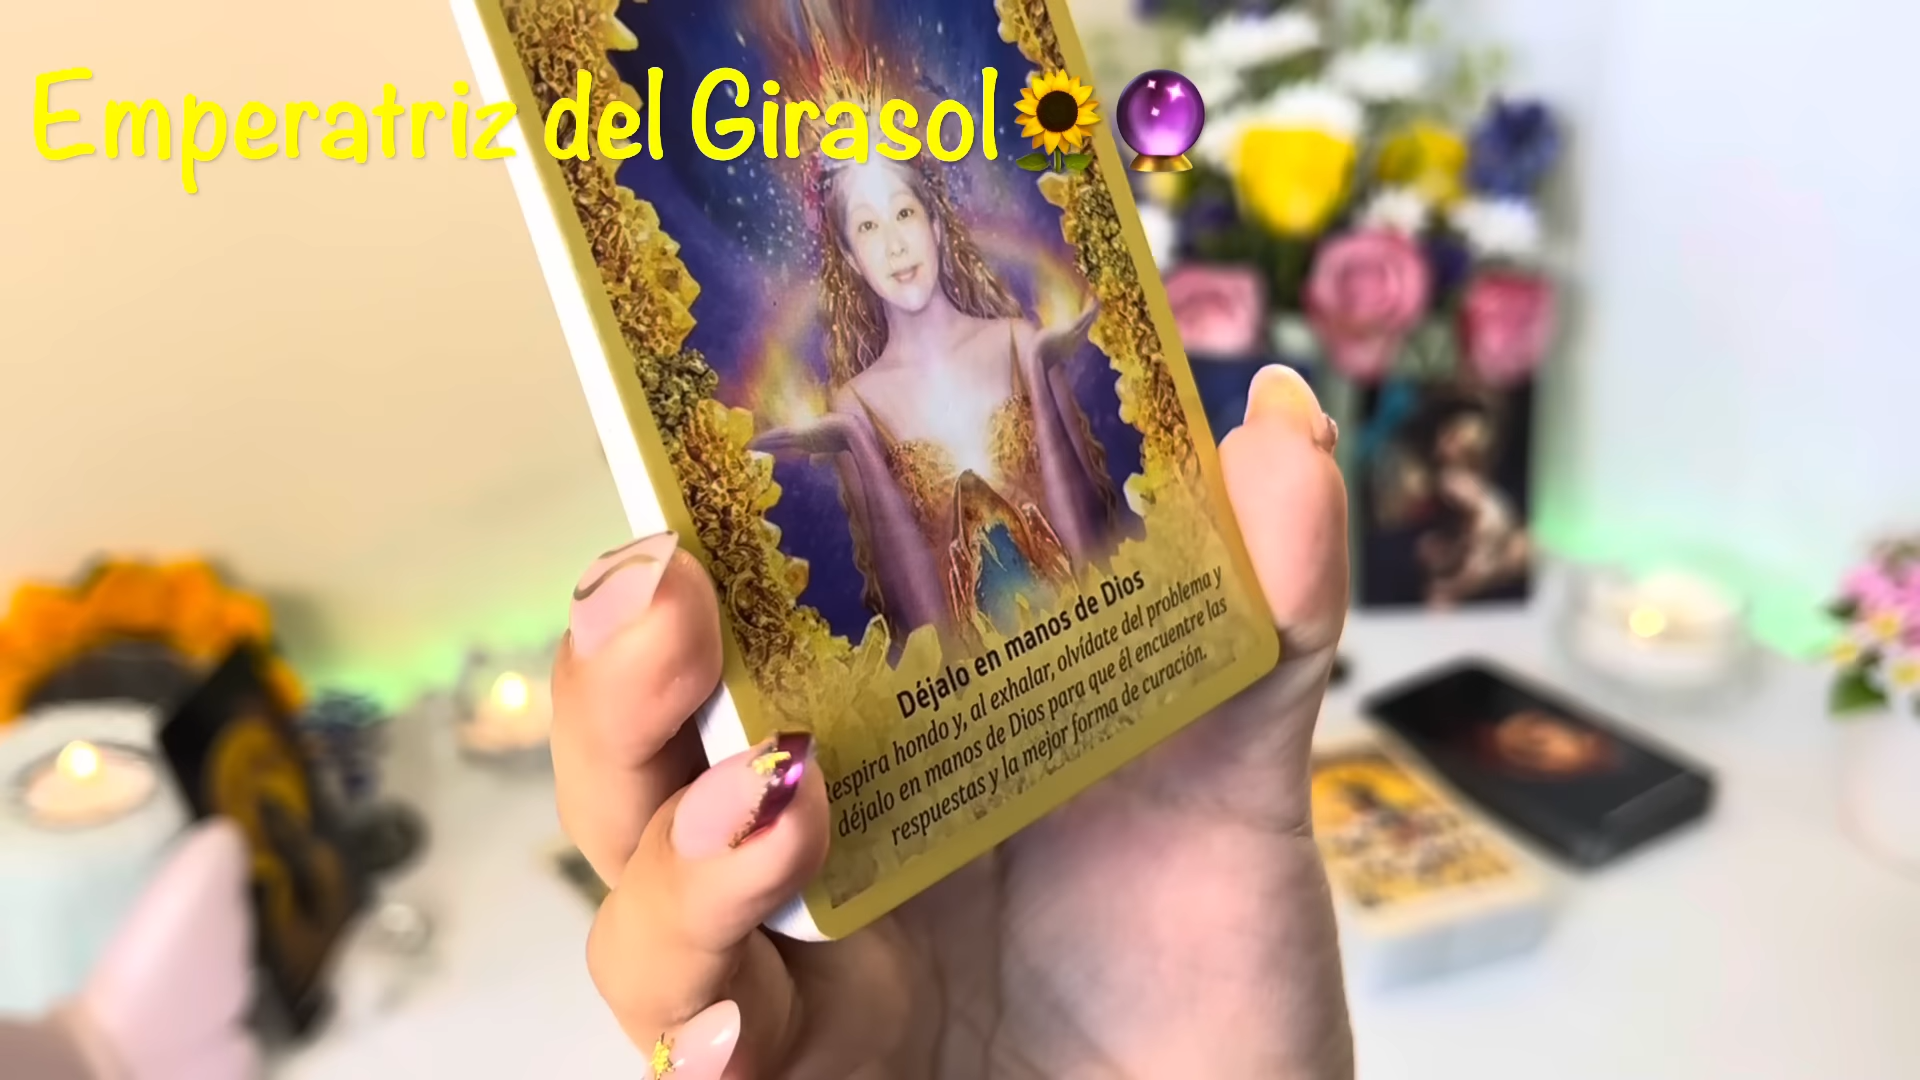 Emperatriz del Girasol🌻🔮
Déjalo en manos de Dios
Respira hondo y, al exhalar, olvídate del problema y
déjalo en manos de Dios para que él encuentre las
respuestas y la mejor forma de curación.